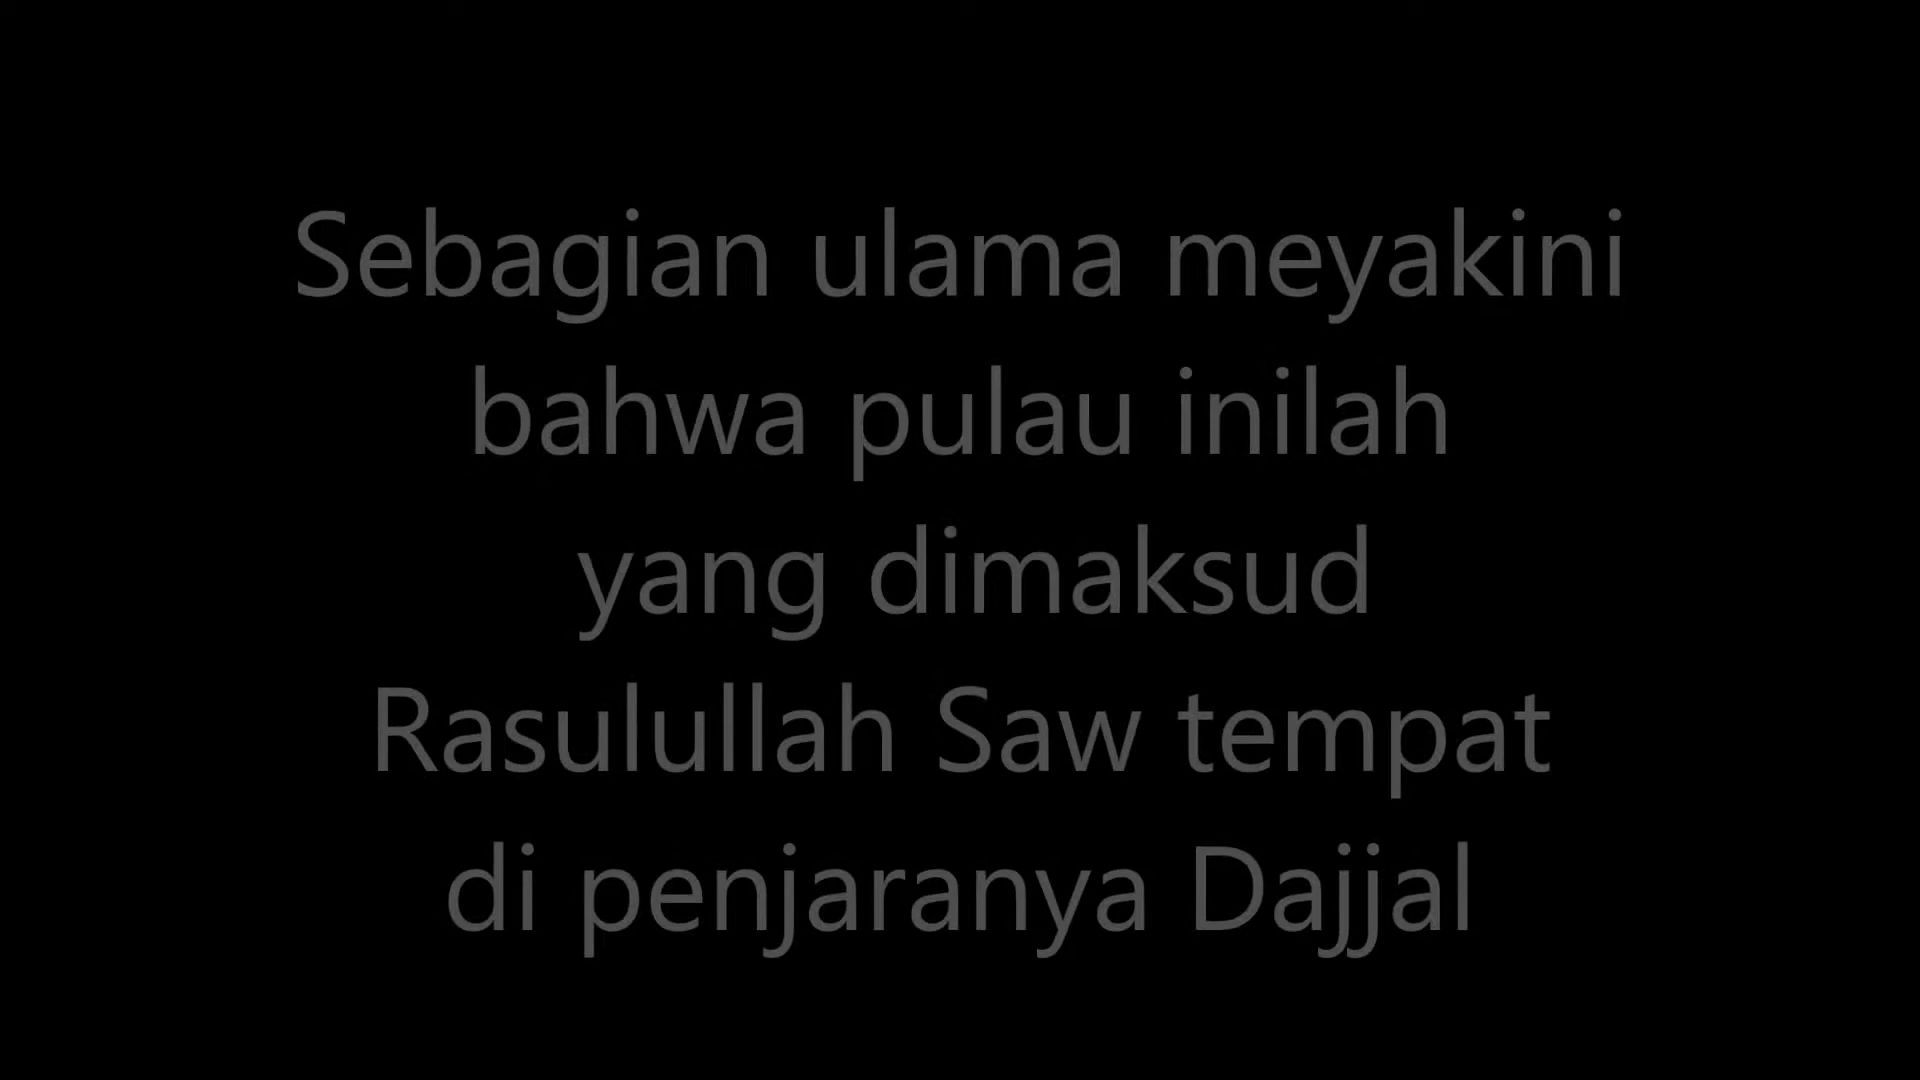 Sebagian ulama meyakini
bahwa pulau inilah
yang dimaksud
Rasulullah Saw tempat
di penjaranya Dajjal